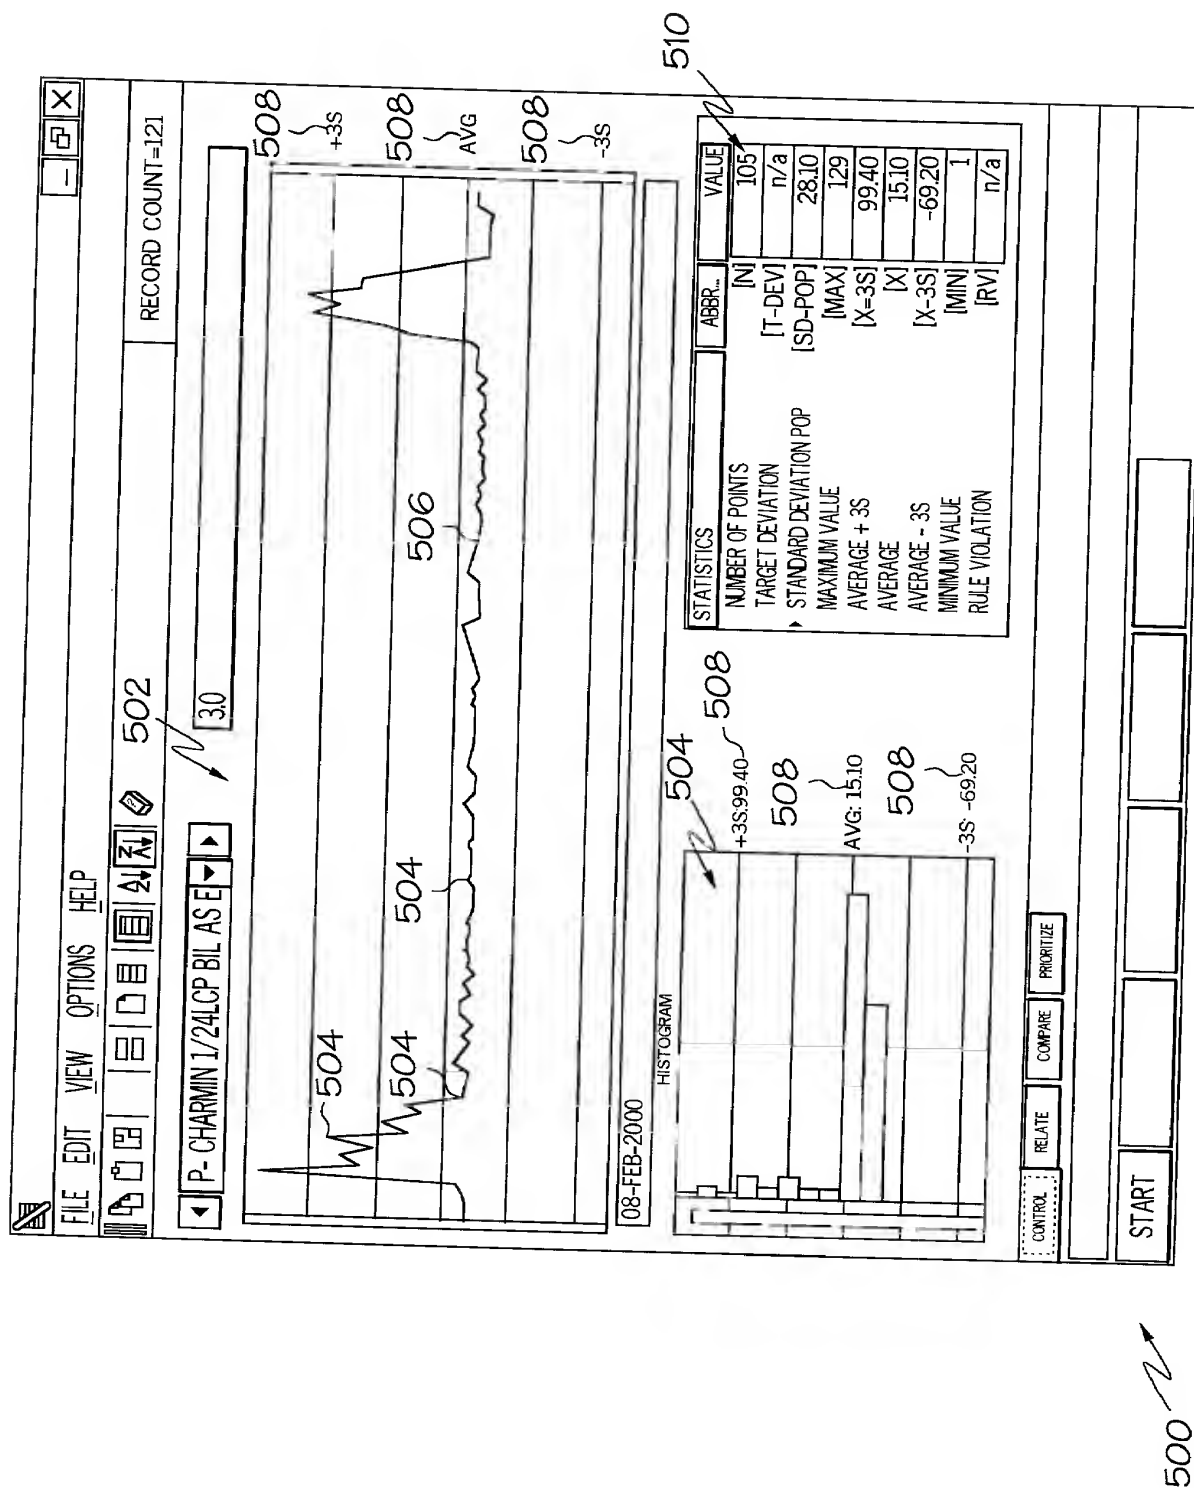 FILE EDIT VIEW OPTIONS HELP
RECORD COUNT=121
502
P- CHARMIN 1/24LCP BIL AS E
3.0
508
+3S
508
AVG
508
-3S
504
504
504
506
08-FEB-2000
HISTOGRAM
504
+3S:99.40
508
508
AVG: 15.10
508
-3S: -69.20
510
STATISTICS ABBR... VALUE
NUMBER OF POINTS [N] 105
TARGET DEVIATION [T-DEV] n/a
STANDARD DEVIATION POP [SD-POP] 28.10
MAXIMUM VALUE [MAX] 129
AVERAGE + 3S [X=3S] 99.40
AVERAGE [X] 15.10
AVERAGE - 3S [X-3S] -69.20
MINIMUM VALUE [MIN] 1
RULE VIOLATION [RV] n/a
CONTROL RELATE COMPARE PRIORITIZE
START
500